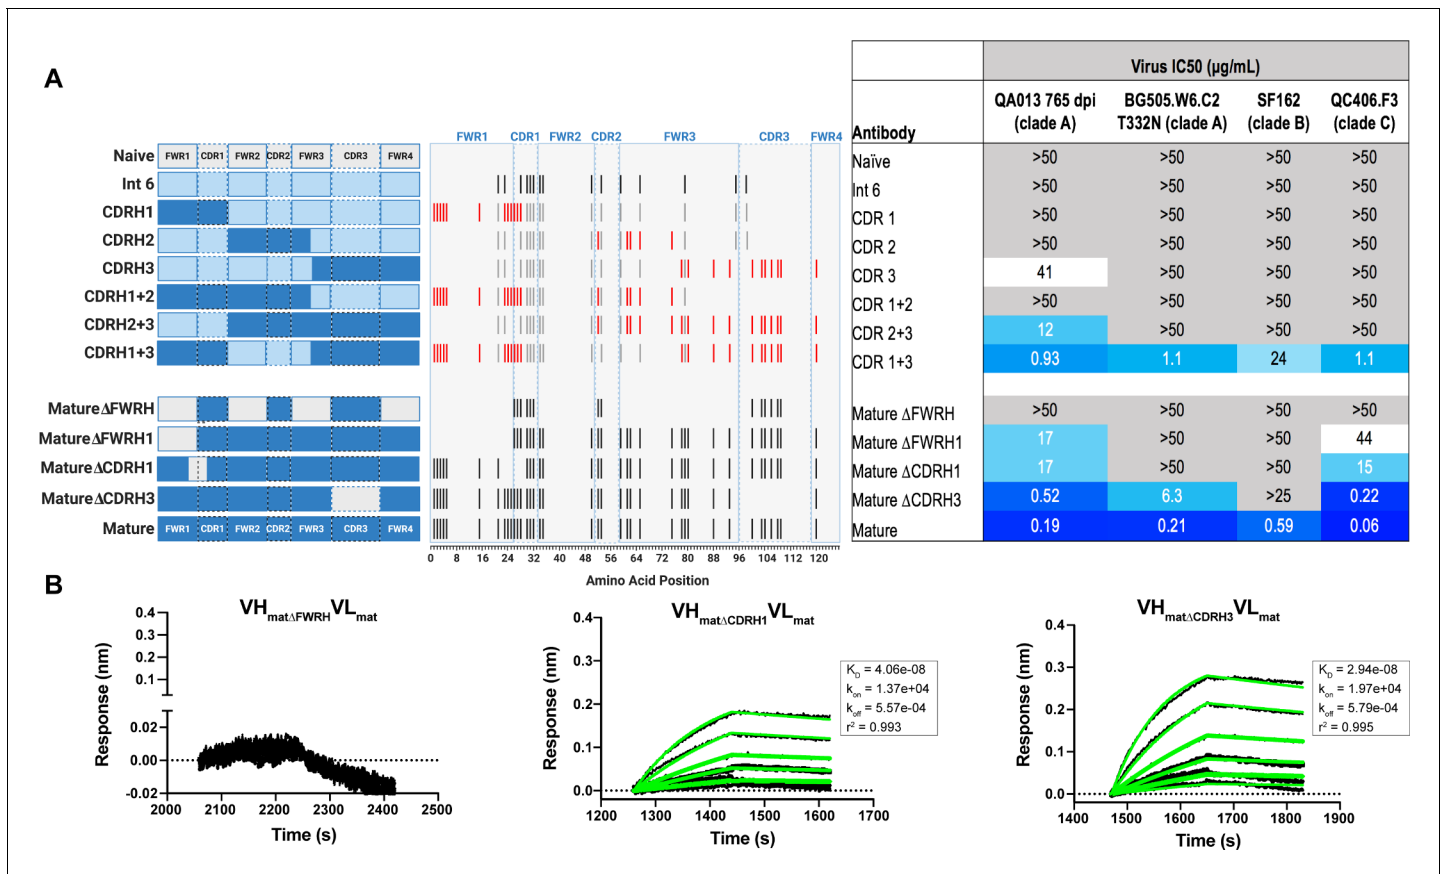 A
Virus IC50 (µg/mL)
Antibody
QA013 765 dpi (clade A)
BG505.W6.C2 T332N (clade A)
SF162 (clade B)
QC406.F3 (clade C)
FWR1 CDR1 FWR2 CDR2 FWR3 CDR3 FWR4
Naive FWR1 CDR1 FWR2 CDR2 FWR3 CDR3 FWR4
Int 6
CDRH1
CDRH2
CDRH3
CDRH1+2
CDRH2+3
CDRH1+3
Mature∆FWRH
Mature∆FWRH1
Mature∆CDRH1
Mature∆CDRH3
Mature FWR1 CDR1 FWR2 CDR2 FWR3 CDR3 FWR4
0 8 16 24 32 40 48 56 64 72 80 88 96 104 112 120
Amino Acid Position
Naïve >50 >50 >50 >50
Int 6 >50 >50 >50 >50
CDR 1 >50 >50 >50 >50
CDR 2 >50 >50 >50 >50
CDR 3 41 >50 >50 >50
CDR 1+2 >50 >50 >50 >50
CDR 2+3 12 >50 >50 >50
CDR 1+3 0.93 1.1 24 1.1
Mature ∆FWRH >50 >50 >50 >50
Mature ∆FWRH1 17 >50 >50 44
Mature ∆CDRH1 17 >50 >50 15
Mature ∆CDRH3 0.52 6.3 >25 0.22
Mature 0.19 0.21 0.59 0.06
B
VHmat∆FWRHVLmat
Response (nm)
0.4
0.3
0.2
0.1
0.02
0.00
-0.02
2000 2100 2200 2300 2400 2500
Time (s)
VHmat∆CDRH1VLmat
Response (nm)
0.4
0.3
0.2
0.1
0.0
1200 1300 1400 1500 1600 1700
Time (s)
KD = 4.06e-08
kon = 1.37e+04
koff = 5.57e-04
r2 = 0.993
VHmat∆CDRH3VLmat
Response (nm)
0.4
0.3
0.2
0.1
0.0
1400 1500 1600 1700 1800 1900
Time (s)
KD = 2.94e-08
kon = 1.97e+04
koff = 5.79e-04
r2 = 0.995